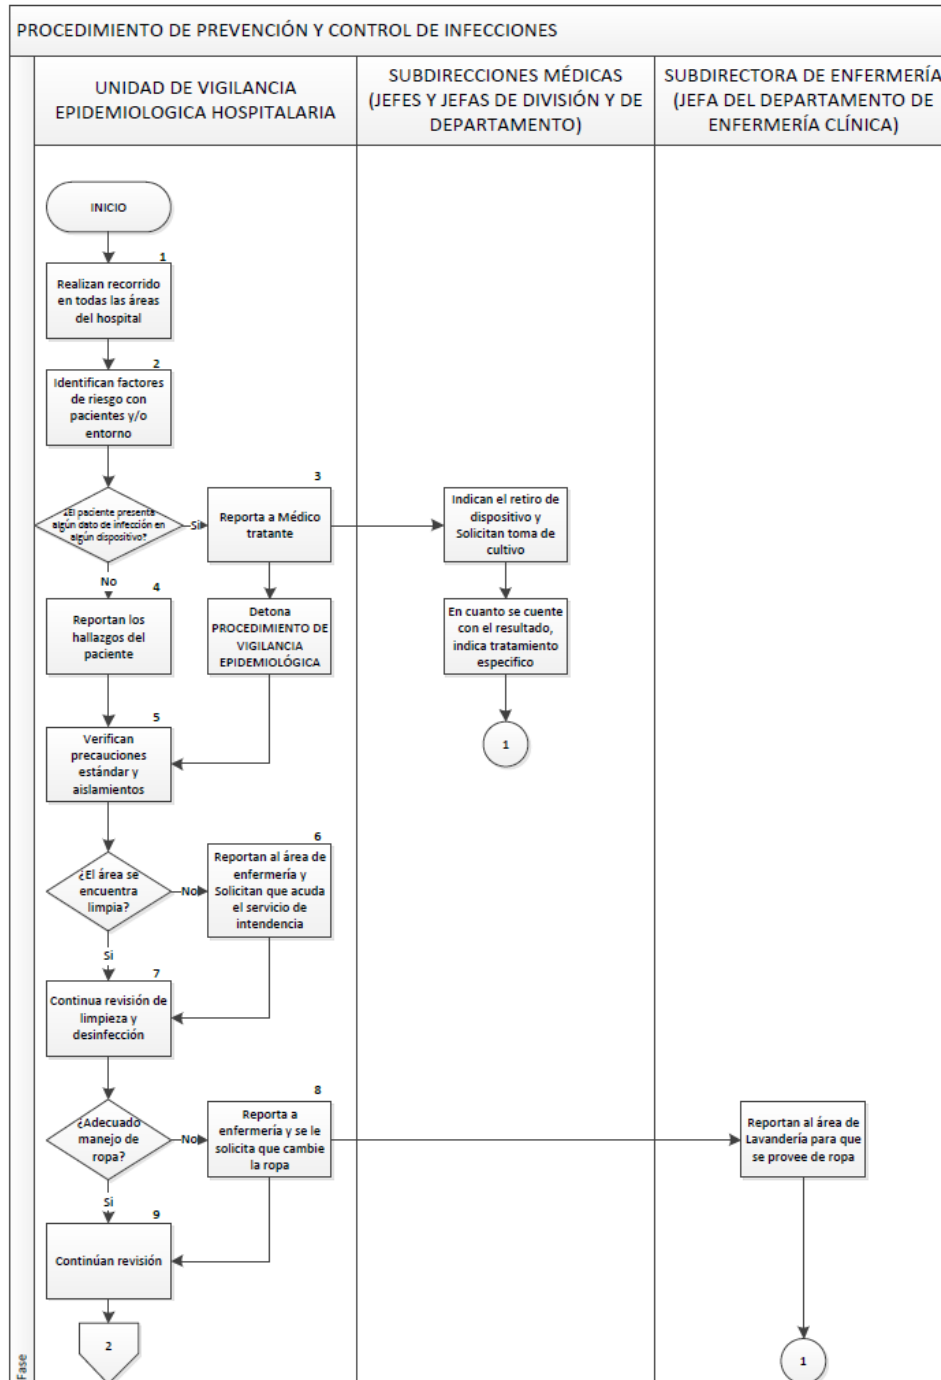 PROCEDIMIENTO DE PREVENCIÓN Y CONTROL DE INFECCIONES
UNIDAD DE VIGILANCIA
EPIDEMIOLOGICA HOSPITALARIA
SUBDIRECCIONES MÉDICAS
(JEFES Y JEFAS DE DIVISIÓN Y DE
DEPARTAMENTO)
SUBDIRECTORA DE ENFERMERÍA
(JEFA DEL DEPARTAMENTO DE
ENFERMERÍA CLÍNICA)
INICIO
1
Realizan recorrido
en todas las áreas
del hospital
2
Identifican factores
de riesgo con
pacientes y/o
entorno
¿El paciente presenta
algún dato de infección en
algún dispositivo?
Si
3
Reporta a Médico
tratante
Indican el retiro de
dispositivo y
Solicitan toma de
cultivo
No
4
Reportan los
hallazgos del
paciente
Detona
PROCEDIMIENTO DE
VIGILANCIA
EPIDEMIOLÓGICA
En cuanto se cuente
con el resultado,
indica tratamiento
especifico
1
5
Verifican
precauciones
estándar y
aislamientos
¿El área se
encuentra
limpia?
No
6
Reportan al área de
enfermería y
Solicitan que acuda
el servicio de
intendencia
Si
7
Continua revisión de
limpieza y
desinfección
¿Adecuado
manejo de
ropa?
No
8
Reporta a
enfermería y se le
solicita que cambie
la ropa
Reportan al área de
Lavandería para que
se provee de ropa
Si
9
Continúan revisión
2
1
Fase